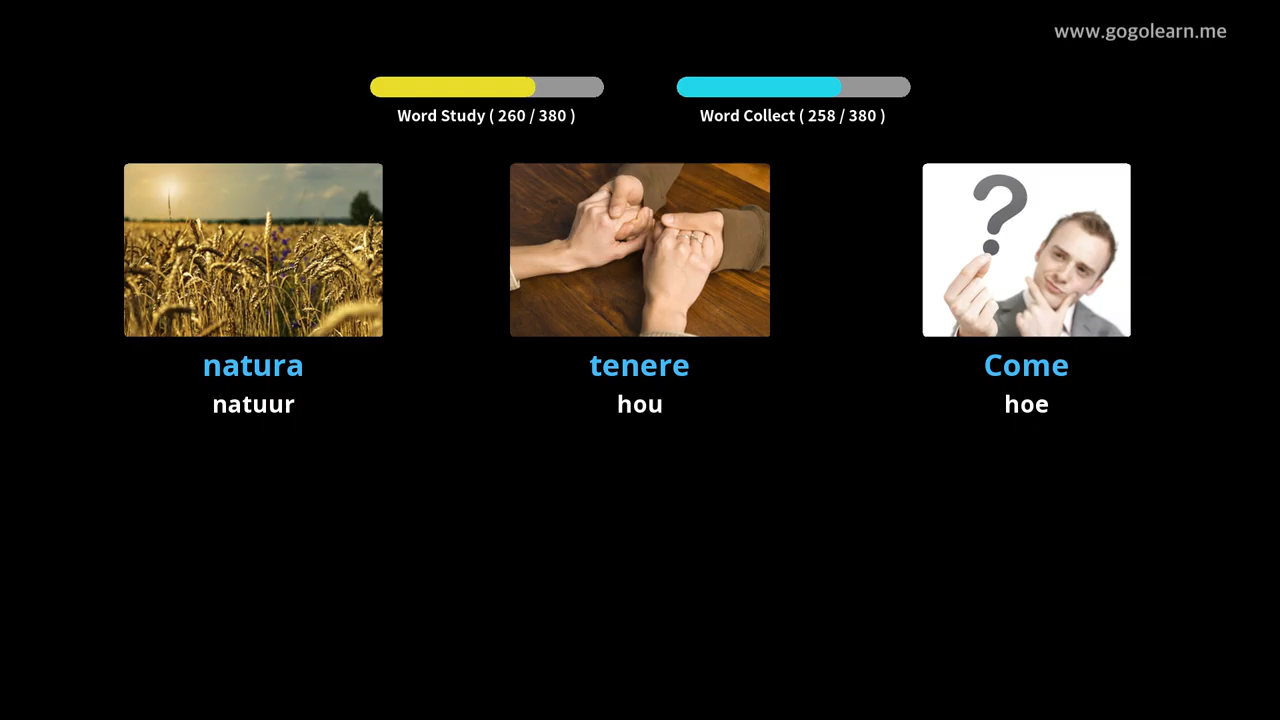 www.gogolearn.me
Word Study ( 260 / 380 )
Word Collect ( 258 / 380 )
natura
natuur
tenere
hou
Come
hoe